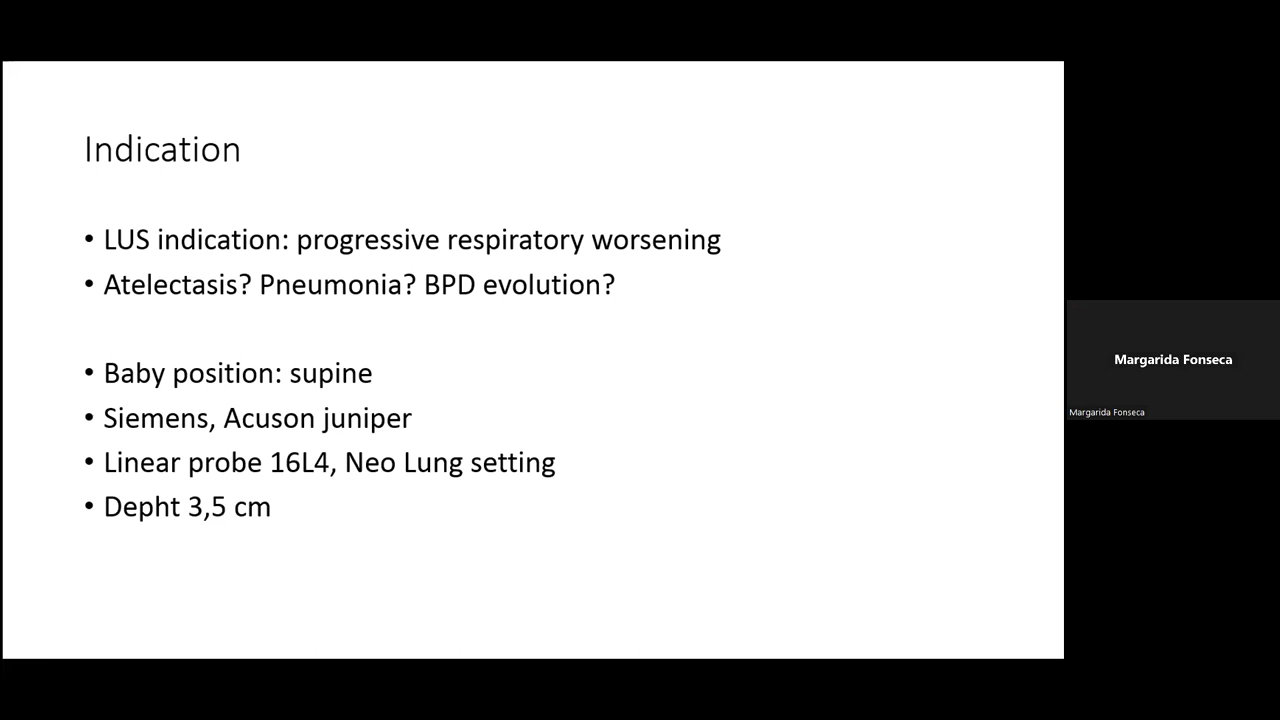 Indication
• LUS indication: progressive respiratory worsening
• Atelectasis? Pneumonia? BPD evolution?
• Baby position: supine
• Siemens, Acuson juniper
• Linear probe 16L4, Neo Lung setting
• Depht 3,5 cm
Margarida Fonseca
Margarida Fonseca